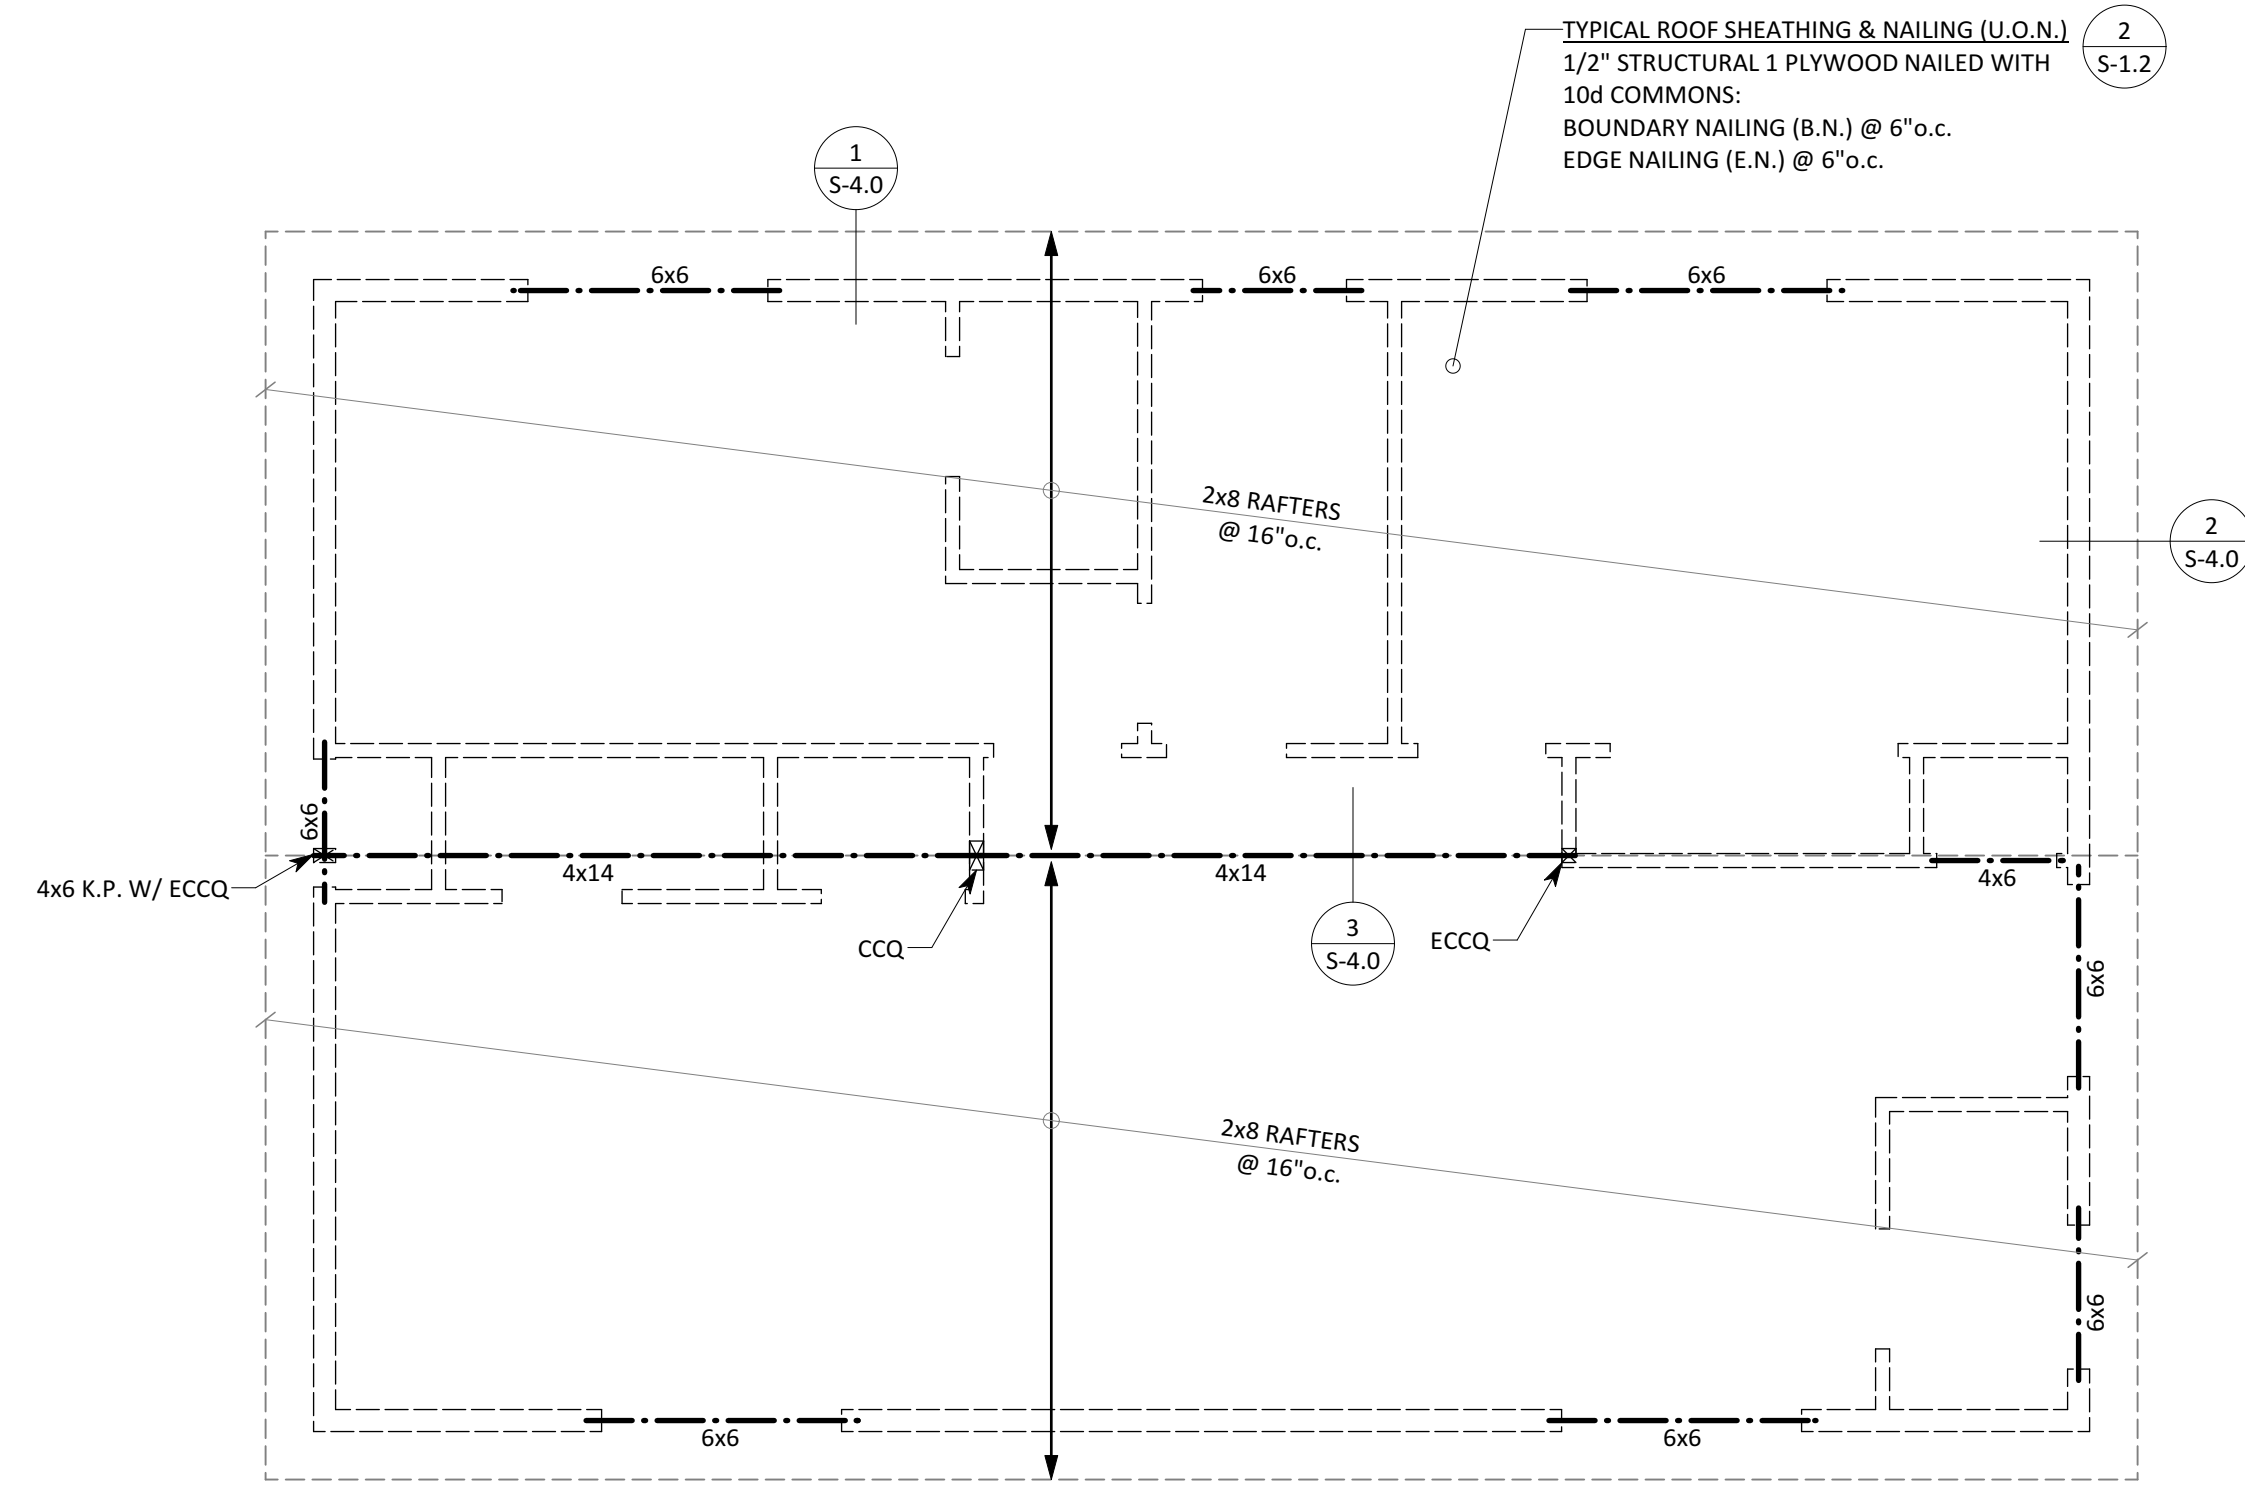 TYPICAL ROOF SHEATHING & NAILING (U.O.N.)
1/2" STRUCTURAL 1 PLYWOOD NAILED WITH
10d COMMONS:
BOUNDARY NAILING (B.N.) @ 6"o.c.
EDGE NAILING (E.N.) @ 6"o.c.
2
S-1.2
1
S-4.0
6x6
6x6
6x6
2x8 RAFTERS
@ 16"o.c.
2
S-4.0
6x6
4x6 K.P. W/ ECCQ
4x14
4x14
4x6
CCQ
3
S-4.0
ECCQ
6x6
2x8 RAFTERS
@ 16"o.c.
6x6
6x6
6x6